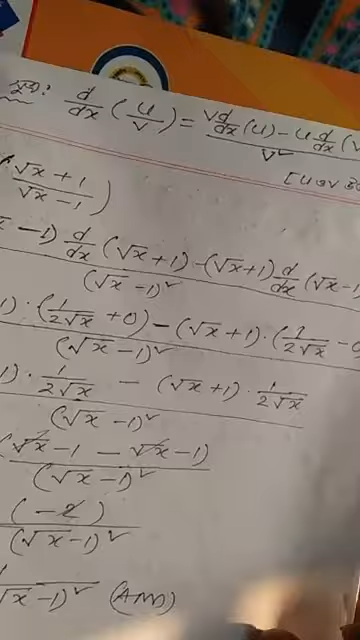 সূত্র: d/dx (u/v) = v d/dx (u) - u d/dx (v / v²
(√x + 1 / √x - 1)
x - 1) d/dx (√x + 1) - (√x + 1) d/dx (√x - 1 / (√x - 1)²
1) · (1/2√x + 0) - (√x + 1) · (1/2√x - 0 / (√x - 1)²
1) · 1/2√x - (√x + 1) · 1/2√x / (√x - 1)²
(√x - 1 - √x - 1) / (√x - 1)²
(-2) / (√x - 1)²
√x - 1)² (Ans)